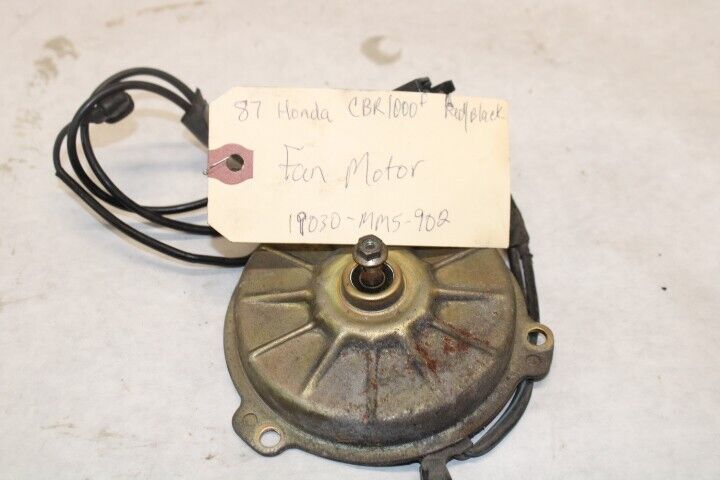 87 Honda CBR1000F Red/Black
Fan Motor
19030-MM5-902